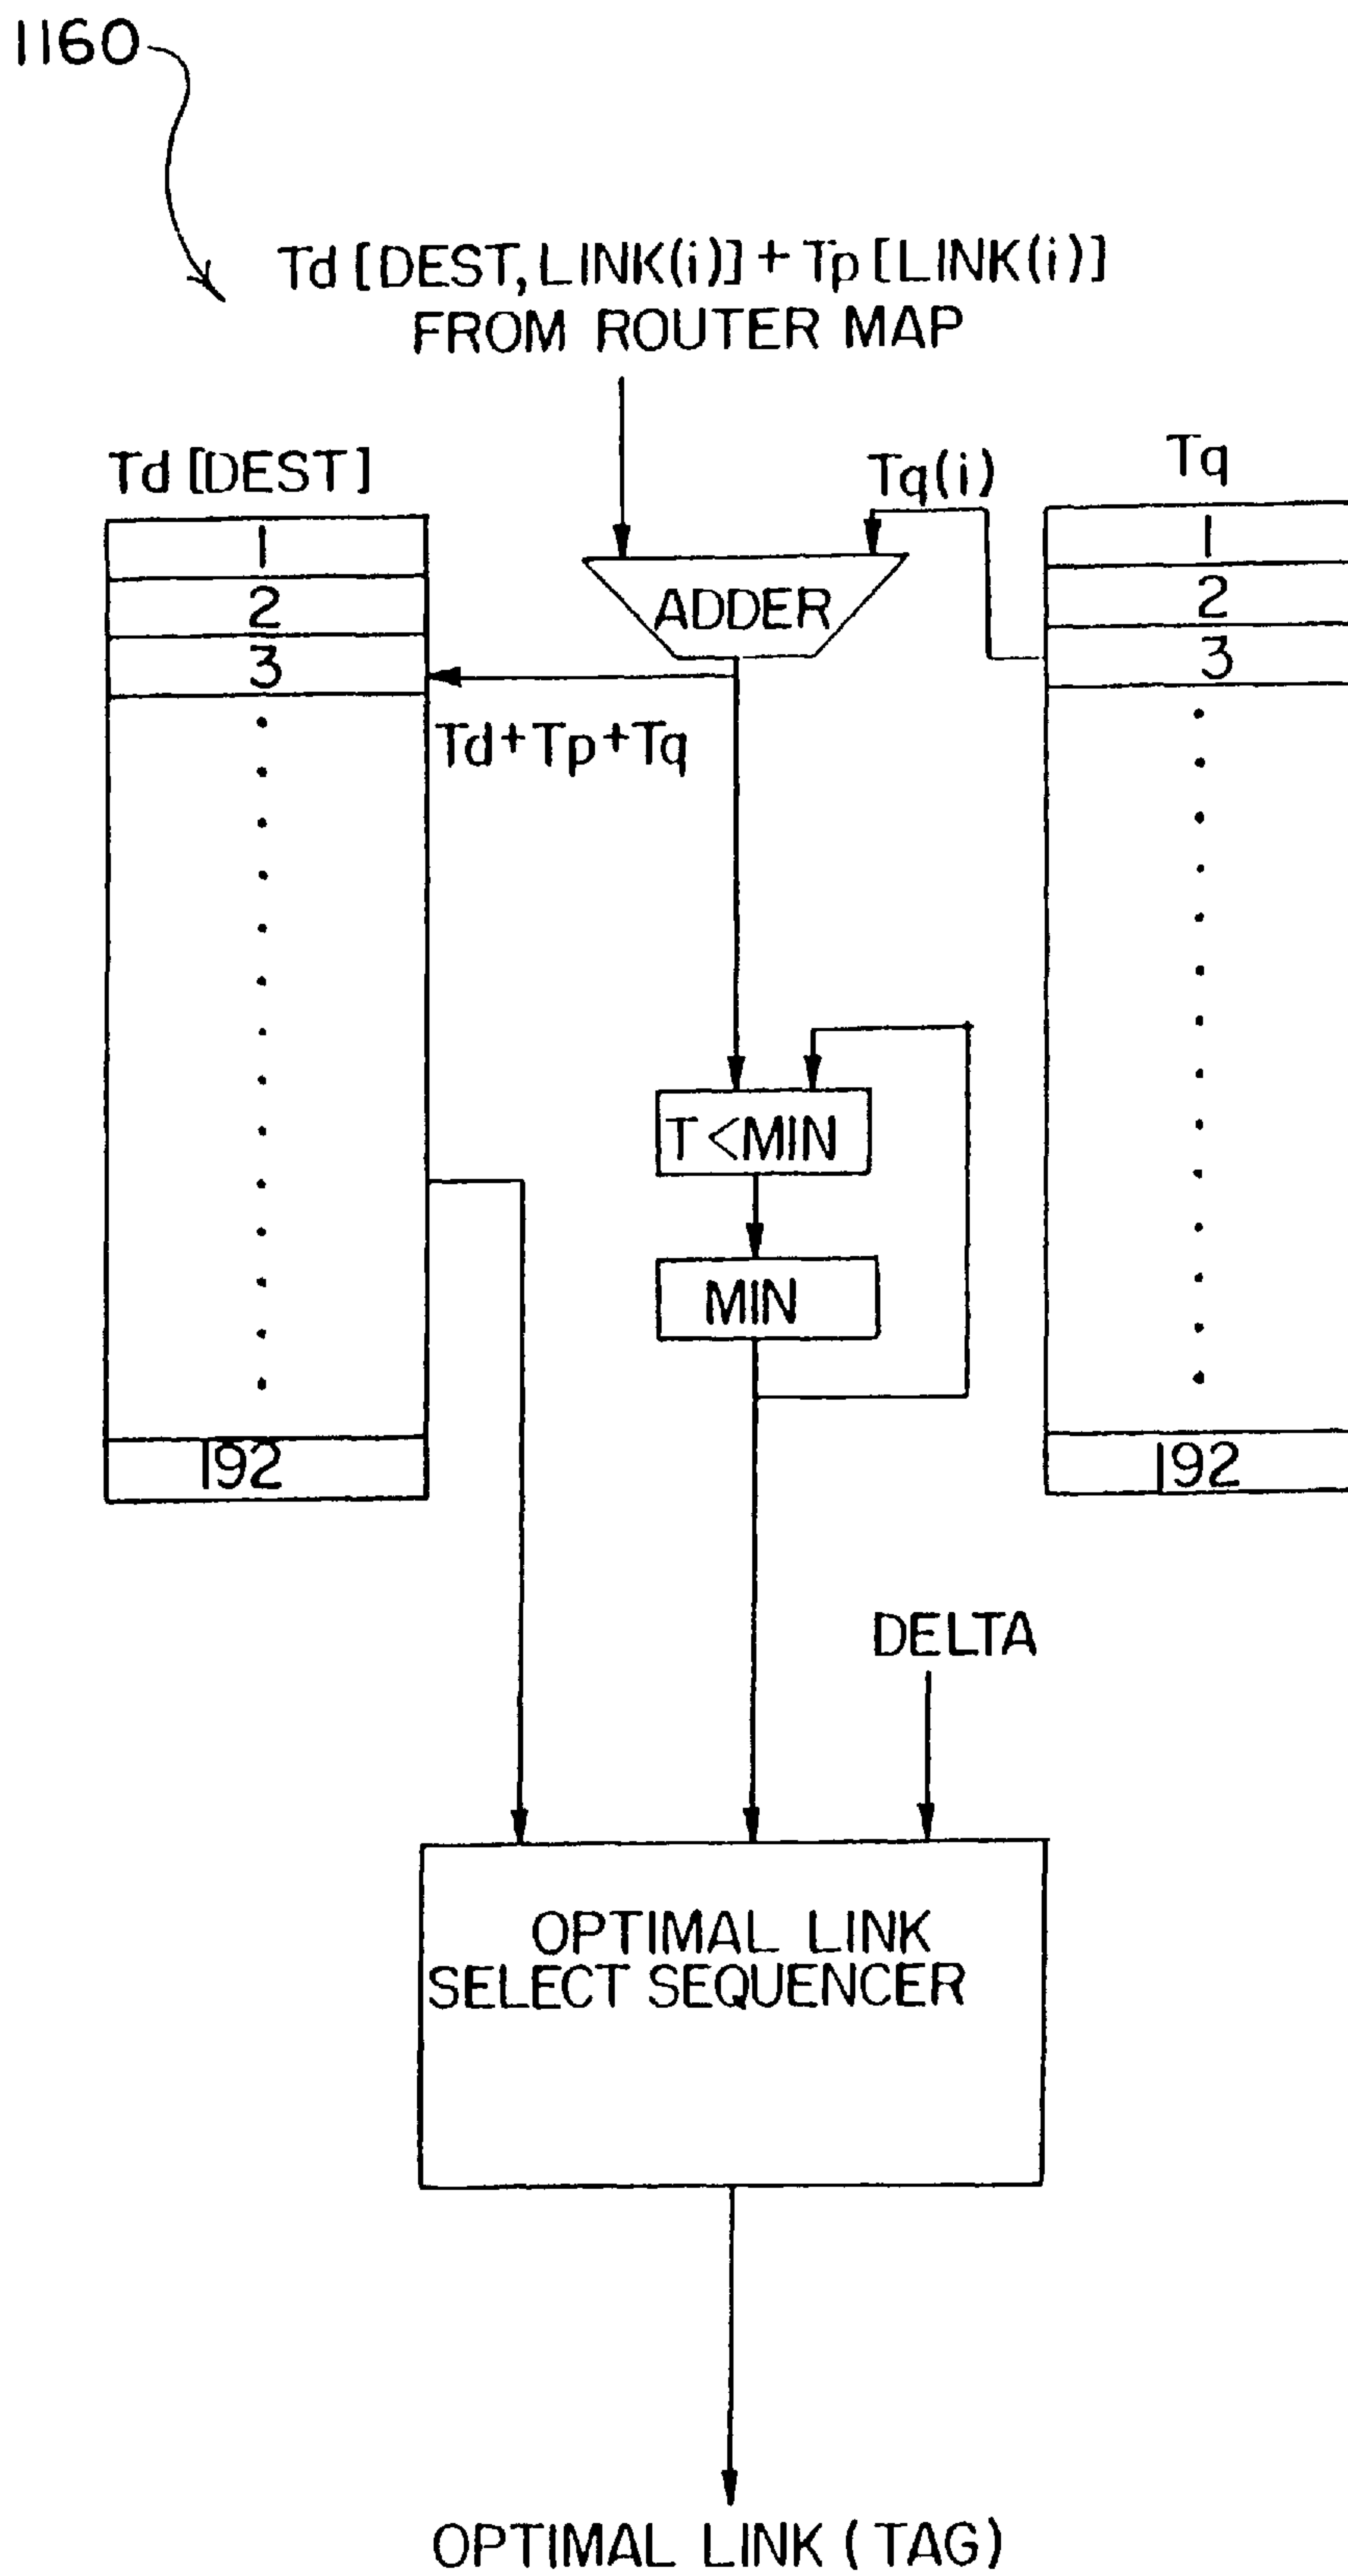 1160
Td [DEST, LINK(i)] + Tp [LINK(i)]
FROM ROUTER MAP
Td [DEST]
Tq(i)
Tq
1
2
3
192
ADDER
1
2
3
192
Td+Tp+Tq
T<MIN
MIN
DELTA
OPTIMAL LINK
SELECT SEQUENCER
OPTIMAL LINK (TAG)